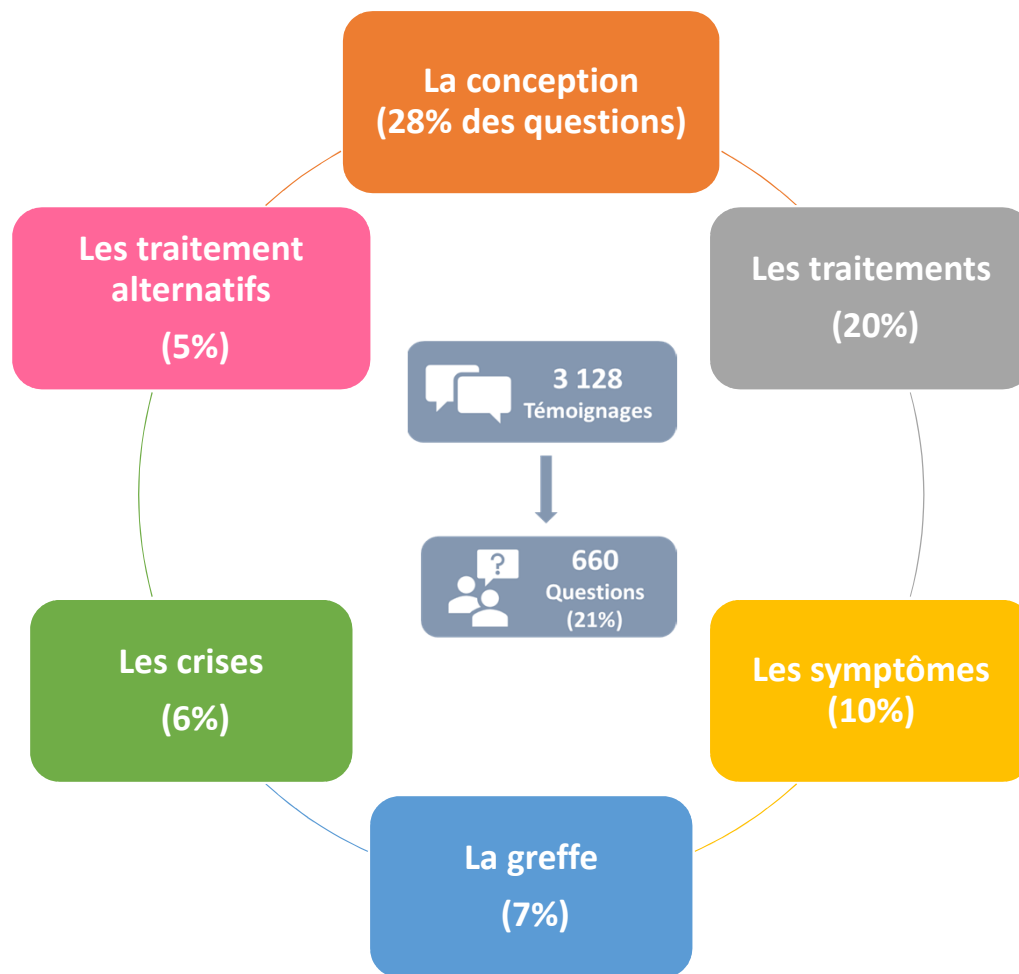 La conception
(28% des questions)
Les traitement
alternatifs
(5%)
Les traitements
(20%)
3 128
Témoignages
660
Questions
(21%)
?
Les crises
(6%)
Les symptômes
(10%)
La greffe
(7%)